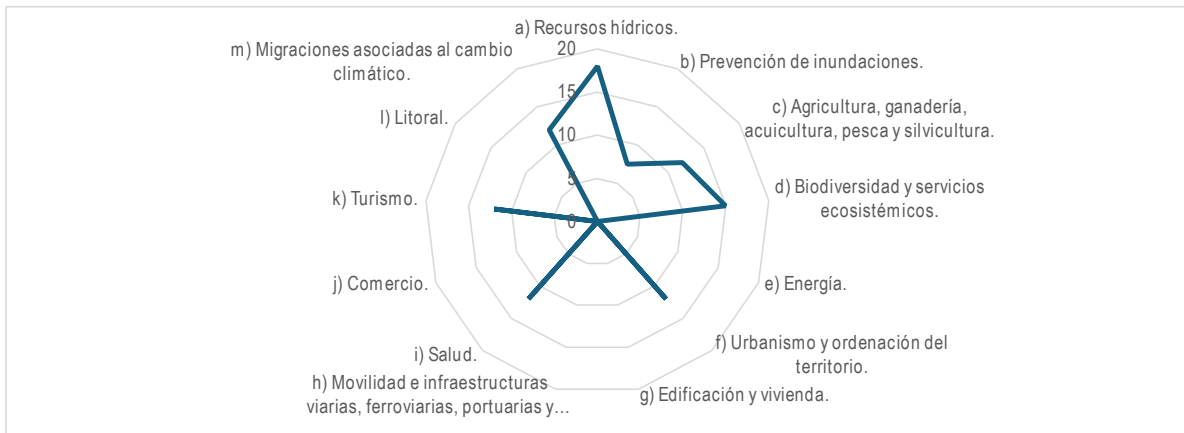 a) Recursos hídricos.
20
15
10
5
0
b) Prevención de inundaciones.
c) Agricultura, ganadería,
acuicultura, pesca y silvicultura.
d) Biodiversidad y servicios
ecosistémicos.
e) Energía.
f) Urbanismo y ordenación del
territorio.
g) Edificación y vivienda.
h) Movilidad e infraestructuras
viarias, ferroviarias, portuarias y…
i) Salud.
j) Comercio.
k) Turismo.
l) Litoral.
m) Migraciones asociadas al cambio
climático.